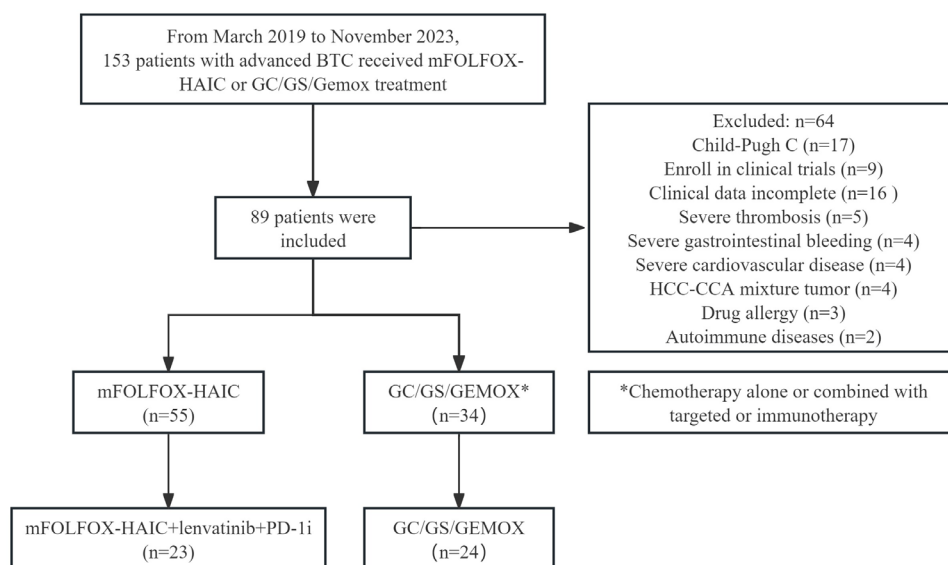 From March 2019 to November 2023,
153 patients with advanced BTC received mFOLFOX-
HAIC or GC/GS/Gemox treatment
Excluded: n=64
Child-Pugh C (n=17)
Enroll in clinical trials (n=9)
Clinical data incomplete (n=16 )
Severe thrombosis (n=5)
Severe gastrointestinal bleeding (n=4)
Severe cardiovascular disease (n=4)
HCC-CCA mixture tumor (n=4)
Drug allergy (n=3)
Autoimmune diseases (n=2)
89 patients were
included
mFOLFOX-HAIC
(n=55)
GC/GS/GEMOX*
(n=34)
*Chemotherapy alone or combined with
targeted or immunotherapy
mFOLFOX-HAIC+lenvatinib+PD-1i
(n=23)
GC/GS/GEMOX
(n=24)